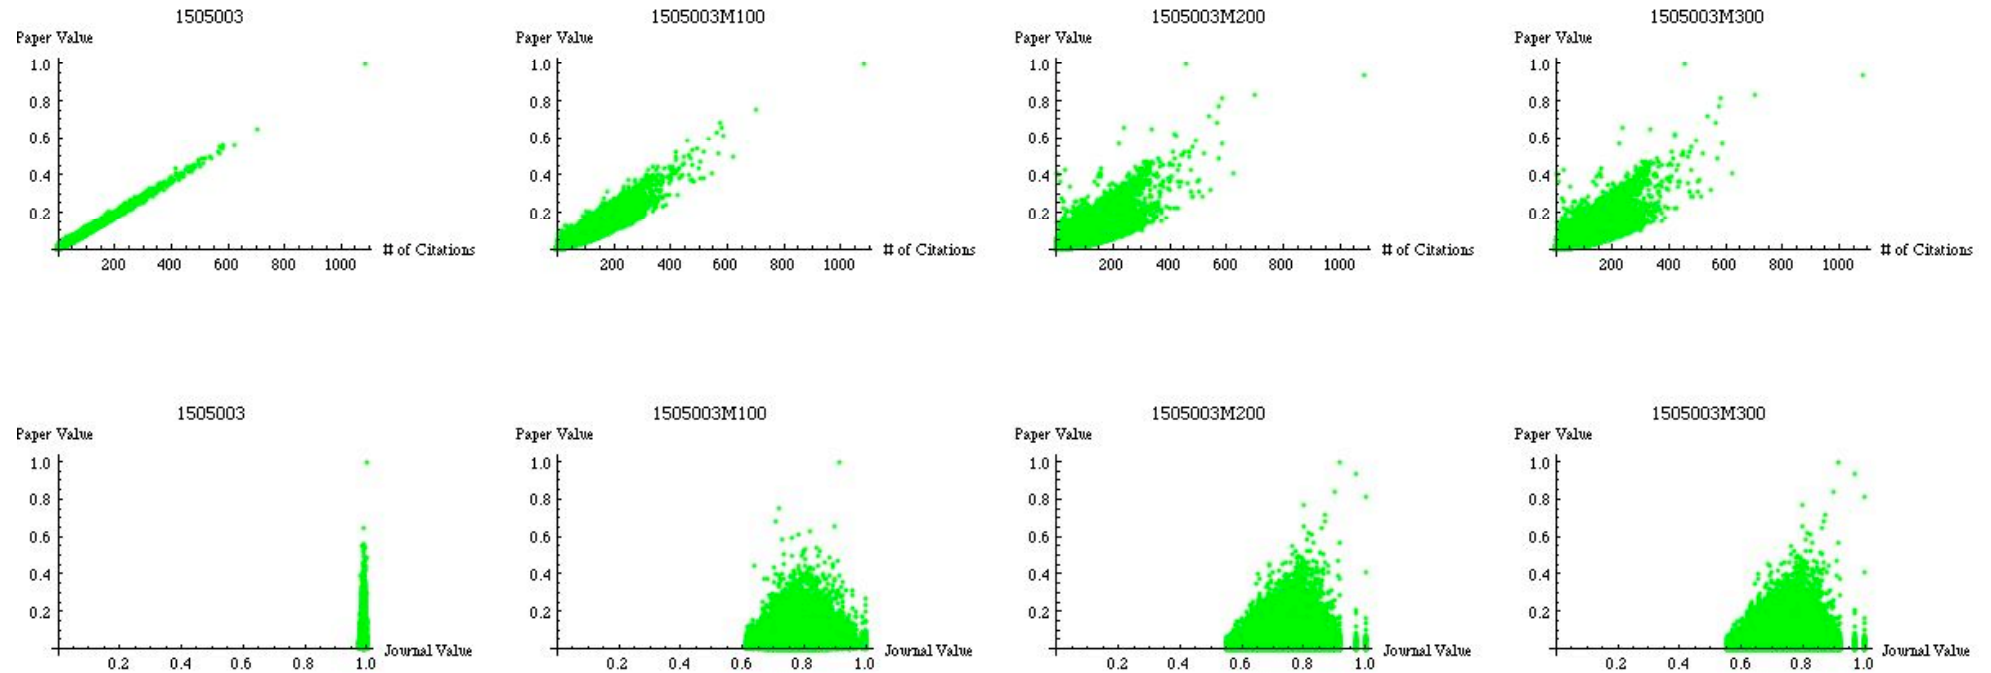 1505003 1505003M100 1505003M200 1505003M300
Paper Value Paper Value Paper Value Paper Value
1.0 1.0 1.0 1.0
0.8 0.8 0.8 0.8
0.6 0.6 0.6 0.6
0.4 0.4 0.4 0.4
0.2 0.2 0.2 0.2
# of Citations # of Citations # of Citations # of Citations
200 400 600 800 1000 200 400 600 800 1000 200 400 600 800 1000 200 400 600 800 1000
1505003 1505003M100 1505003M200 1505003M300
Paper Value Paper Value Paper Value Paper Value
1.0 1.0 1.0 1.0
0.8 0.8 0.8 0.8
0.6 0.6 0.6 0.6
0.4 0.4 0.4 0.4
0.2 0.2 0.2 0.2
Journal Value Journal Value Journal Value Journal Value
0.2 0.4 0.6 0.8 1.0 0.2 0.4 0.6 0.8 1.0 0.2 0.4 0.6 0.8 1.0 0.2 0.4 0.6 0.8 1.0